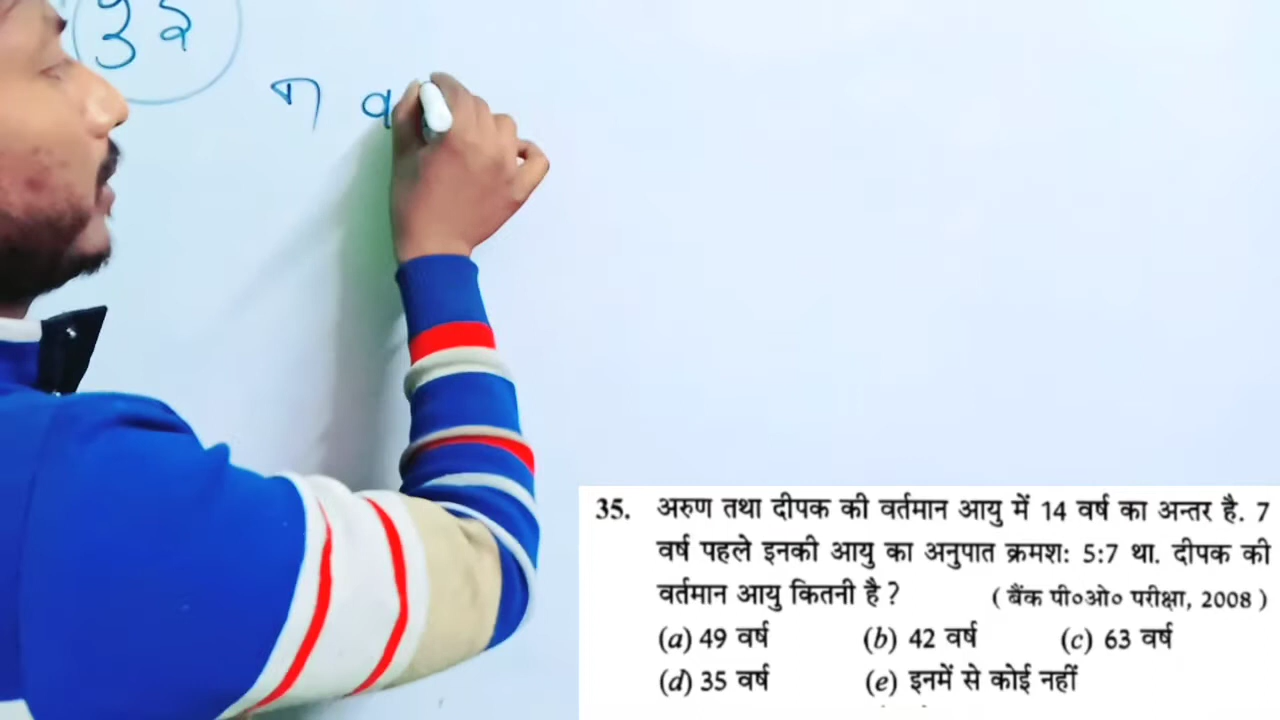 35
7 व
35. अरुण तथा दीपक की वर्तमान आयु में 14 वर्ष का अन्तर है. 7
वर्ष पहले इनकी आयु का अनुपात क्रमश: 5:7 था. दीपक की
वर्तमान आयु कितनी है ? ( बैंक पी०ओ० परीक्षा, 2008 )
(a) 49 वर्ष (b) 42 वर्ष (c) 63 वर्ष
(d) 35 वर्ष (e) इनमें से कोई नहीं